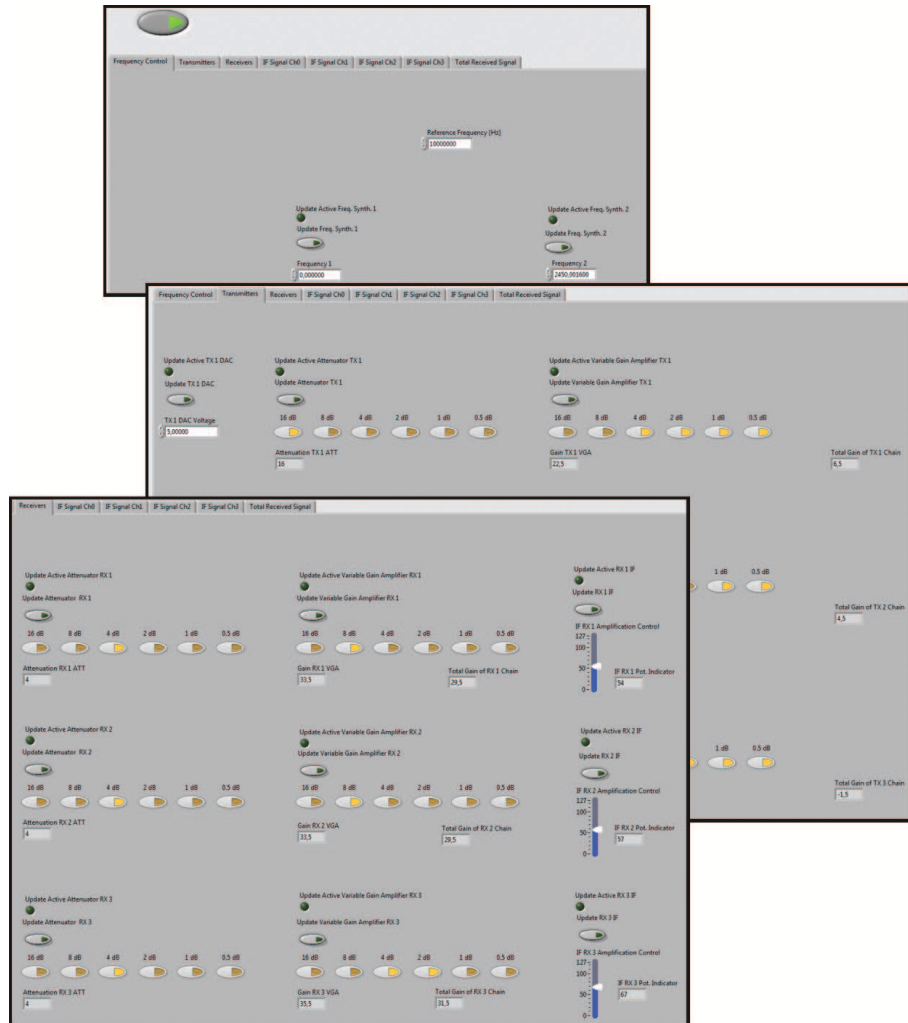 Frequency Control Transmitters Receivers IF Signal Ch0 IF Signal Ch1 IF Signal Ch2 IF Signal Ch3 Total Received Signal
Reference Frequency (Hz)
10000000
Update Active Freq. Synth. 1 Update Active Freq. Synth. 2
Update Freq. Synth. 1 Update Freq. Synth. 2
Frequency 1 Frequency 2
0,000000 2450,001600
Frequency Control Transmitters Receivers IF Signal Ch0 IF Signal Ch1 IF Signal Ch2 IF Signal Ch3 Total Received Signal
Update Active TX 1 DAC Update Active Attenuator TX 1 Update Active Variable Gain Amplifier TX 1
Update TX 1 DAC Update Attenuator TX 1 Update Variable Gain Amplifier TX 1
16 dB 8 dB 4 dB 2 dB 1 dB 0.5 dB 16 dB 8 dB 4 dB 2 dB 1 dB 0.5 dB
TX 1 DAC Voltage
5,00000
Attenuation TX 1 ATT Gain TX 1 VGA Total Gain of TX 1 Chain
16 22,5 6,5
1 dB 0.5 dB
Total Gain of TX 2 Chain
4,5
1 dB 0.5 dB
Total Gain of TX 3 Chain
-1,5
Receivers IF Signal Ch0 IF Signal Ch1 IF Signal Ch2 IF Signal Ch3 Total Received Signal
Update Active Attenuator RX 1 Update Active Variable Gain Amplifier RX 1 Update Active RX 1 IF
Update Attenuator RX 1 Update Variable Gain Amplifier RX 1 Update RX 1 IF
16 dB 8 dB 4 dB 2 dB 1 dB 0.5 dB 16 dB 8 dB 4 dB 2 dB 1 dB 0.5 dB
IF RX 1 Amplification Control
127-
100-
50-
0-
Attenuation RX 1 ATT Gain RX 1 VGA Total Gain of RX 1 Chain IF RX 1 Pot. Indicator
4 33,5 29,5 54
Update Active Attenuator RX 2 Update Active Variable Gain Amplifier RX 2 Update Active RX 2 IF
Update Attenuator RX 2 Update Variable Gain Amplifier RX 2 Update RX 2 IF
16 dB 8 dB 4 dB 2 dB 1 dB 0.5 dB 16 dB 8 dB 4 dB 2 dB 1 dB 0.5 dB
IF RX 2 Amplification Control
127-
100-
50-
0-
Attenuation RX 2 ATT Gain RX 2 VGA Total Gain of RX 2 Chain IF RX 2 Pot. Indicator
4 33,5 29,5 57
Update Active Attenuator RX 3 Update Active Variable Gain Amplifier RX 3 Update Active RX 3 IF
Update Attenuator RX 3 Update Variable Gain Amplifier RX 3 Update RX 3 IF
16 dB 8 dB 4 dB 2 dB 1 dB 0.5 dB 16 dB 8 dB 4 dB 2 dB 1 dB 0.5 dB
IF RX 3 Amplification Control
127-
100-
50-
0-
Attenuation RX 3 ATT Gain RX 3 VGA Total Gain of RX 3 Chain IF RX 3 Pot. Indicator
4 35,5 31,5 67